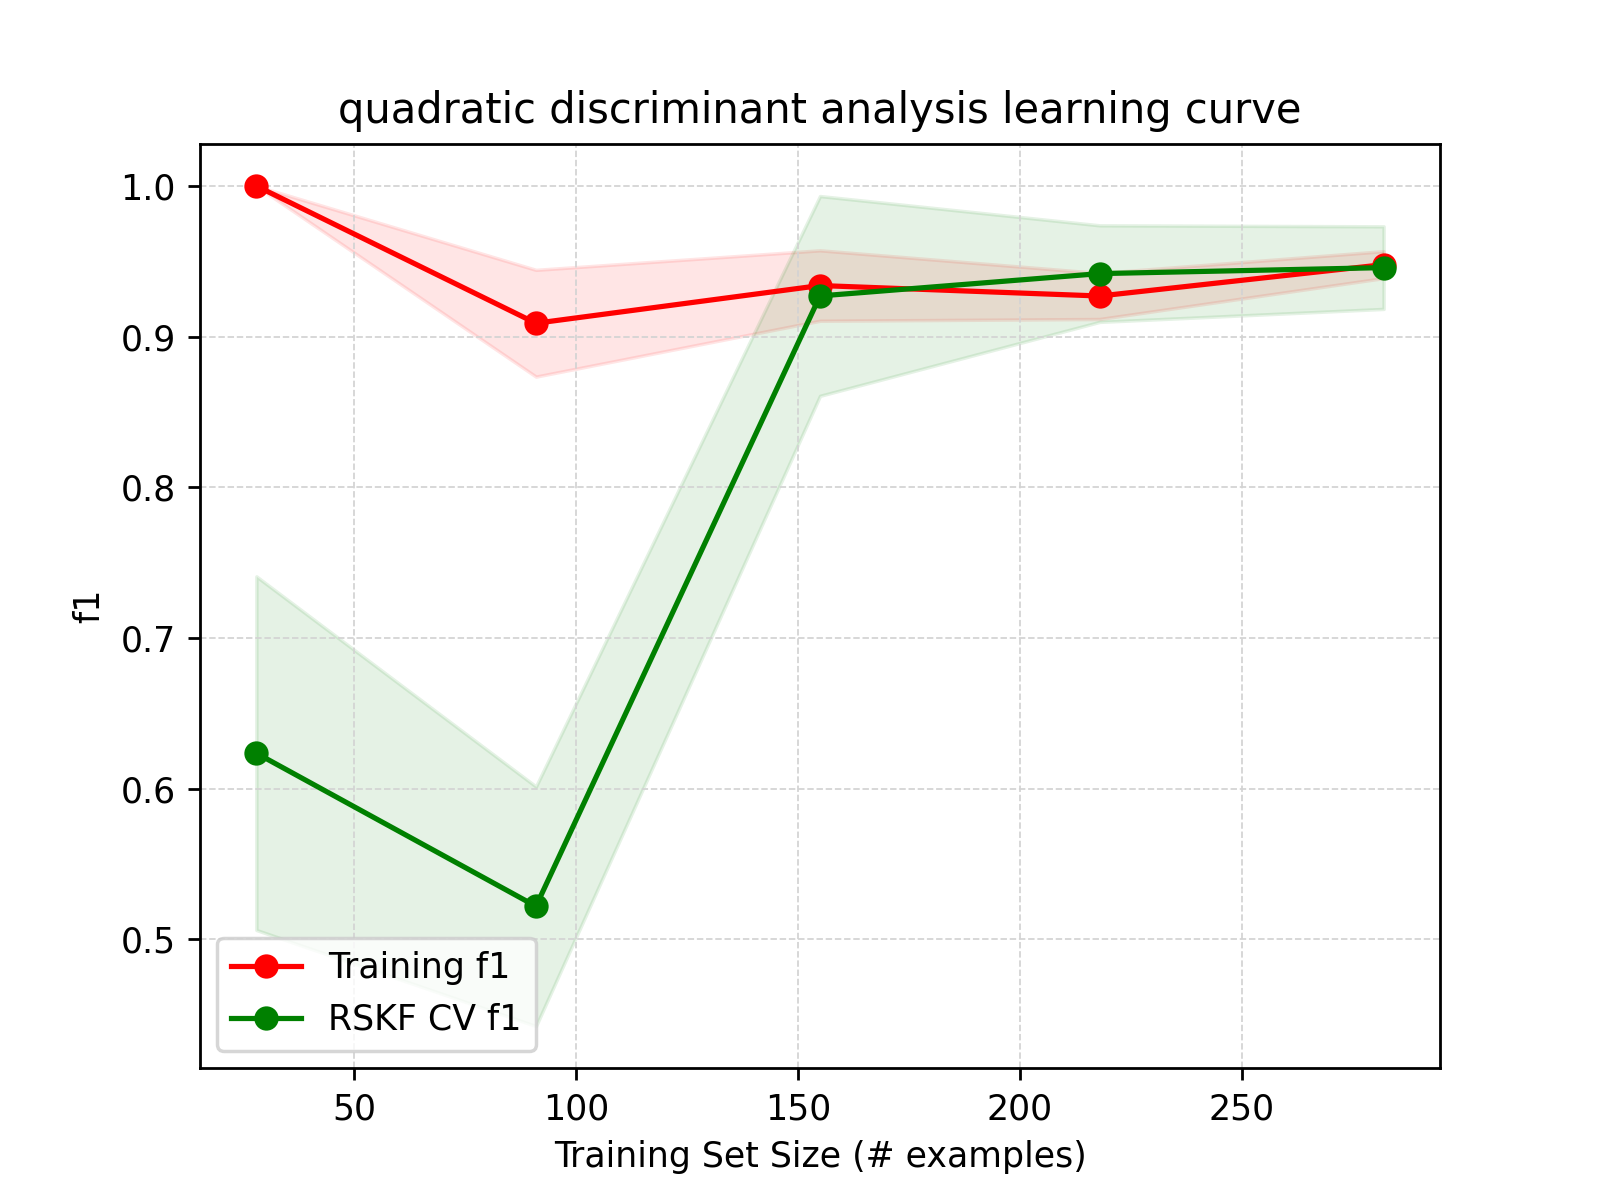 quadratic discriminant analysis learning curve
1.0
0.9
0.8
0.7
0.6
0.5
f1
Training f1
RSKF CV f1
50 100 150 200 250
Training Set Size (# examples)